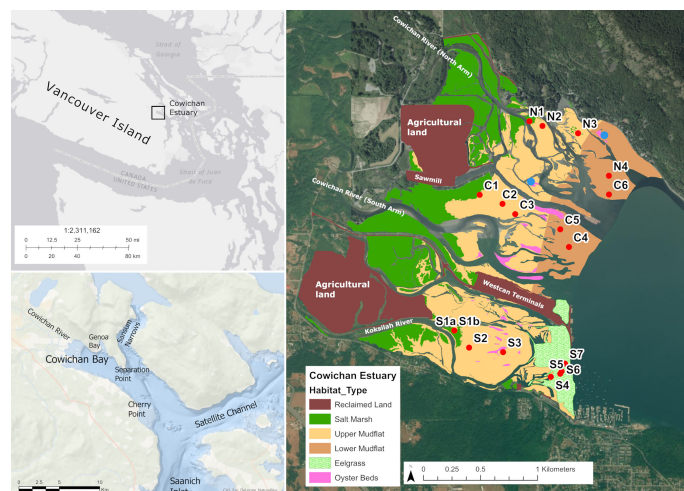 Strait of
Georgia
Vancouver Island
Cowichan
Estuary
CANADA
UNITED STATES
Strait of Juan
de Fuca
1:2,311,162
0 12.5 25 50 mi
0 20 40 80 km
Cowichan River
Genoa
Bay
Sansum
Narrows
Cowichan Bay
Separation
Point
Cherry
Point
Satellite Channel
Saanich
Inlet
Cowichan River (North Arm)
N1
N2
N3
Agricultural
land
N4
Sawmill
C6
C1
C2
C3
Cowichan River (South Arm)
C5
C4
Agricultural
land
Westcan Terminals
Koksilah River
S1a S1b
S2
S3
S7
S5 S6
S4
Cowichan Estuary
Habitat_Type
Reclaimed Land
Salt Marsh
Upper Mudflat
Lower Mudflat
Eelgrass
Oyster Beds
N
0 0.25 0.5 1 Kilometers